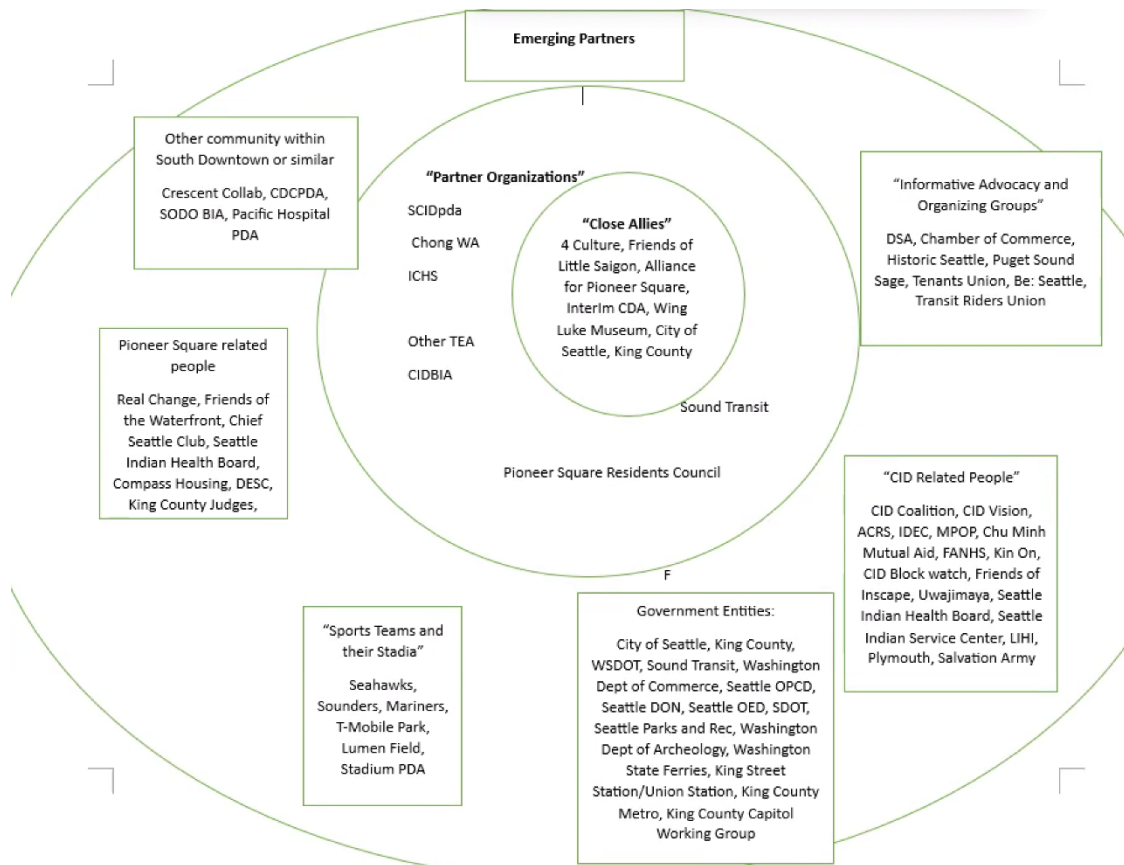 Emerging Partners
Other community within
South Downtown or similar
Crescent Collab, CDCPDA,
SODO BIA, Pacific Hospital
PDA
“Partner Organizations”
SCIDpda
Chong WA
ICHS
Other TEA
CIDBIA
“Close Allies”
4 Culture, Friends of
Little Saigon, Alliance
for Pioneer Square,
InterIm CDA, Wing
Luke Museum, City of
Seattle, King County
Sound Transit
Pioneer Square Residents Council
“Informative Advocacy and
Organizing Groups”
DSA, Chamber of Commerce,
Historic Seattle, Puget Sound
Sage, Tenants Union, Be: Seattle,
Transit Riders Union
Pioneer Square related
people
Real Change, Friends of
the Waterfront, Chief
Seattle Club, Seattle
Indian Health Board,
Compass Housing, DESC,
King County Judges,
“CID Related People”
CID Coalition, CID Vision,
ACRS, IDEC, MPOP, Chu Minh
Mutual Aid, FANHS, Kin On,
CID Block watch, Friends of
Inscape, Uwajimaya, Seattle
Indian Health Board, Seattle
Indian Service Center, LIHI,
Plymouth, Salvation Army
F
“Sports Teams and
their Stadia”
Seahawks,
Sounders, Mariners,
T-Mobile Park,
Lumen Field,
Stadium PDA
Government Entities:
City of Seattle, King County,
WSDOT, Sound Transit, Washington
Dept of Commerce, Seattle OPCD,
Seattle DON, Seattle OED, SDOT,
Seattle Parks and Rec, Washington
Dept of Archeology, Washington
State Ferries, King Street
Station/Union Station, King County
Metro, King County Capitol
Working Group